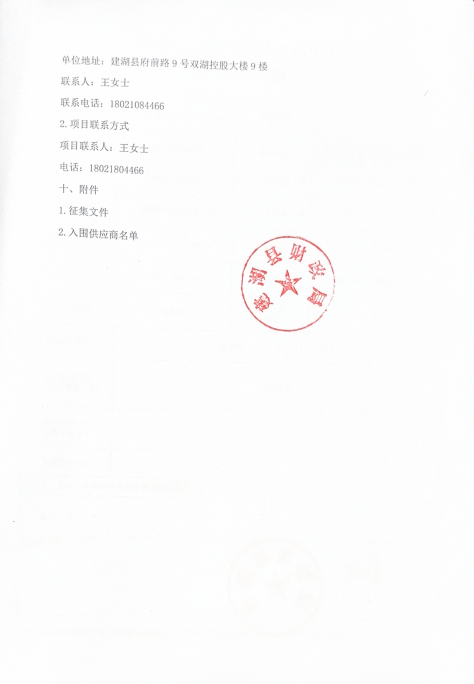 单位地址：建湖县府前路9号双湖控股大楼9楼
联系人：王女士
联系电话：18021084466
2.项目联系方式
项目联系人：王女士
电话：18021804466
十、附件
1.征集文件
2.入围供应商名单
建湖县财政局